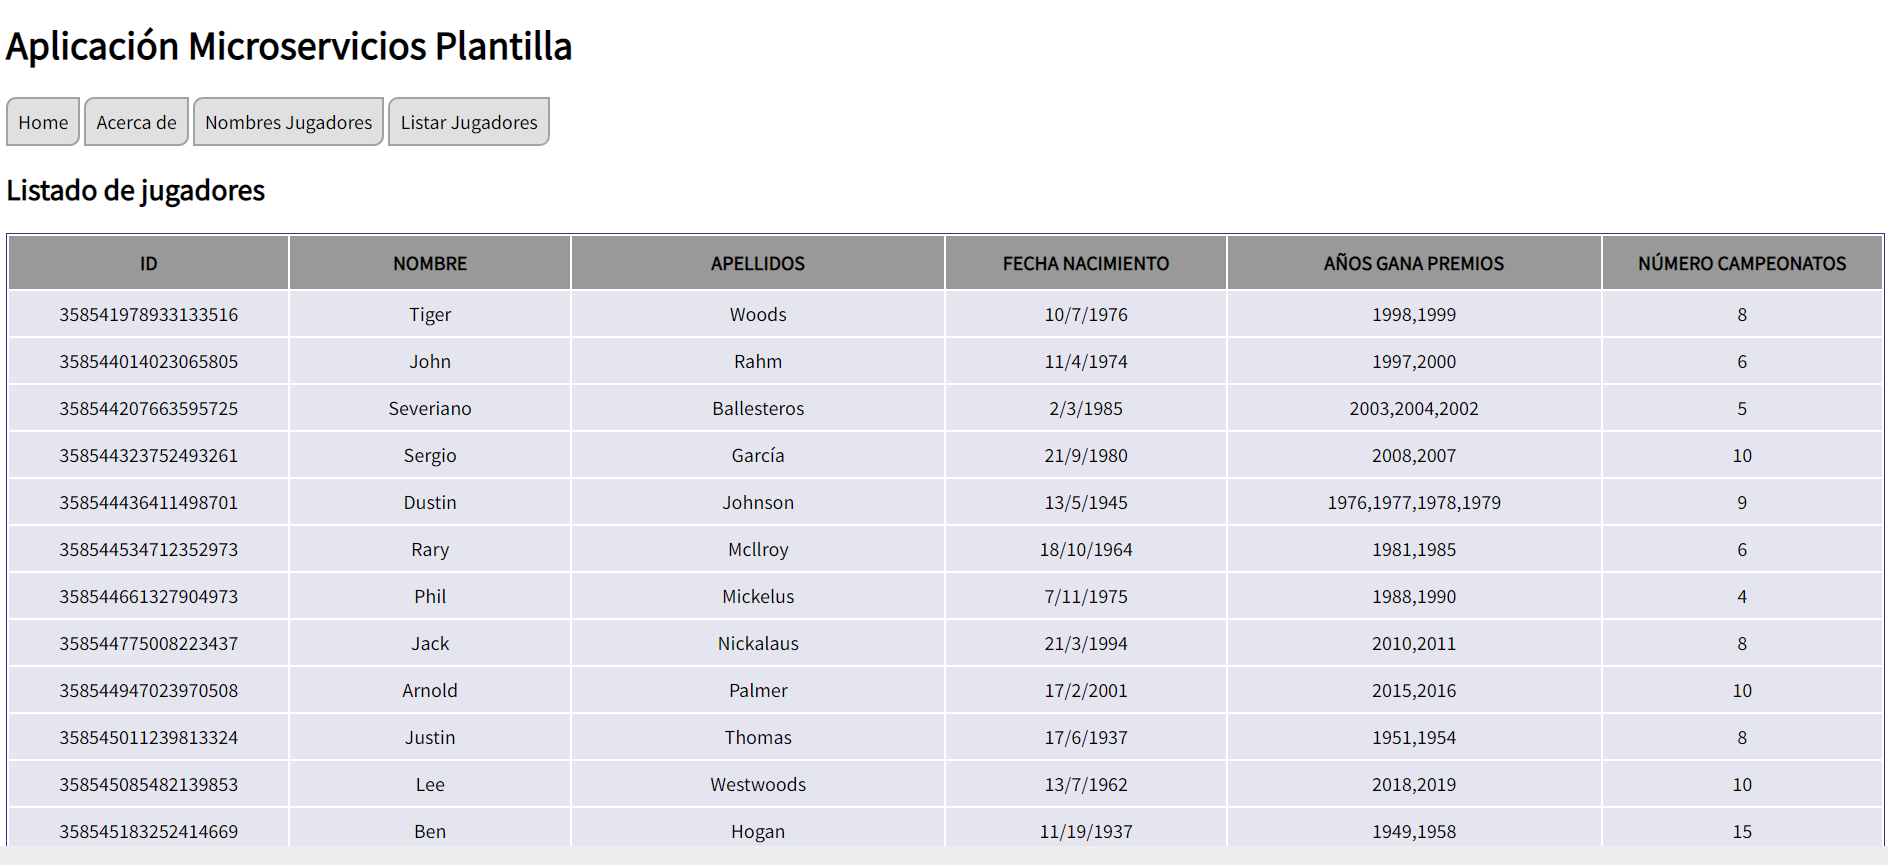 Aplicación Microservicios Plantilla
Home Acerca de Nombres Jugadores Listar Jugadores
Listado de jugadores
ID NOMBRE APELLIDOS FECHA NACIMIENTO AÑOS GANA PREMIOS NÚMERO CAMPEONATOS
358541978933133516 Tiger Woods 10/7/1976 1998,1999 8
358544014023065805 John Rahm 11/4/1974 1997,2000 6
358544207663595725 Severiano Ballesteros 2/3/1985 2003,2004,2002 5
358544323752493261 Sergio García 21/9/1980 2008,2007 10
358544436411498701 Dustin Johnson 13/5/1945 1976,1977,1978,1979 9
358544534712352973 Rary Mcllroy 18/10/1964 1981,1985 6
358544661327904973 Phil Mickelus 7/11/1975 1988,1990 4
358544775008223437 Jack Nickalaus 21/3/1994 2010,2011 8
358544947023970508 Arnold Palmer 17/2/2001 2015,2016 10
358545011239813324 Justin Thomas 17/6/1937 1951,1954 8
358545085482139853 Lee Westwoods 13/7/1962 2018,2019 10
358545183252414669 Ben Hogan 11/19/1937 1949,1958 15